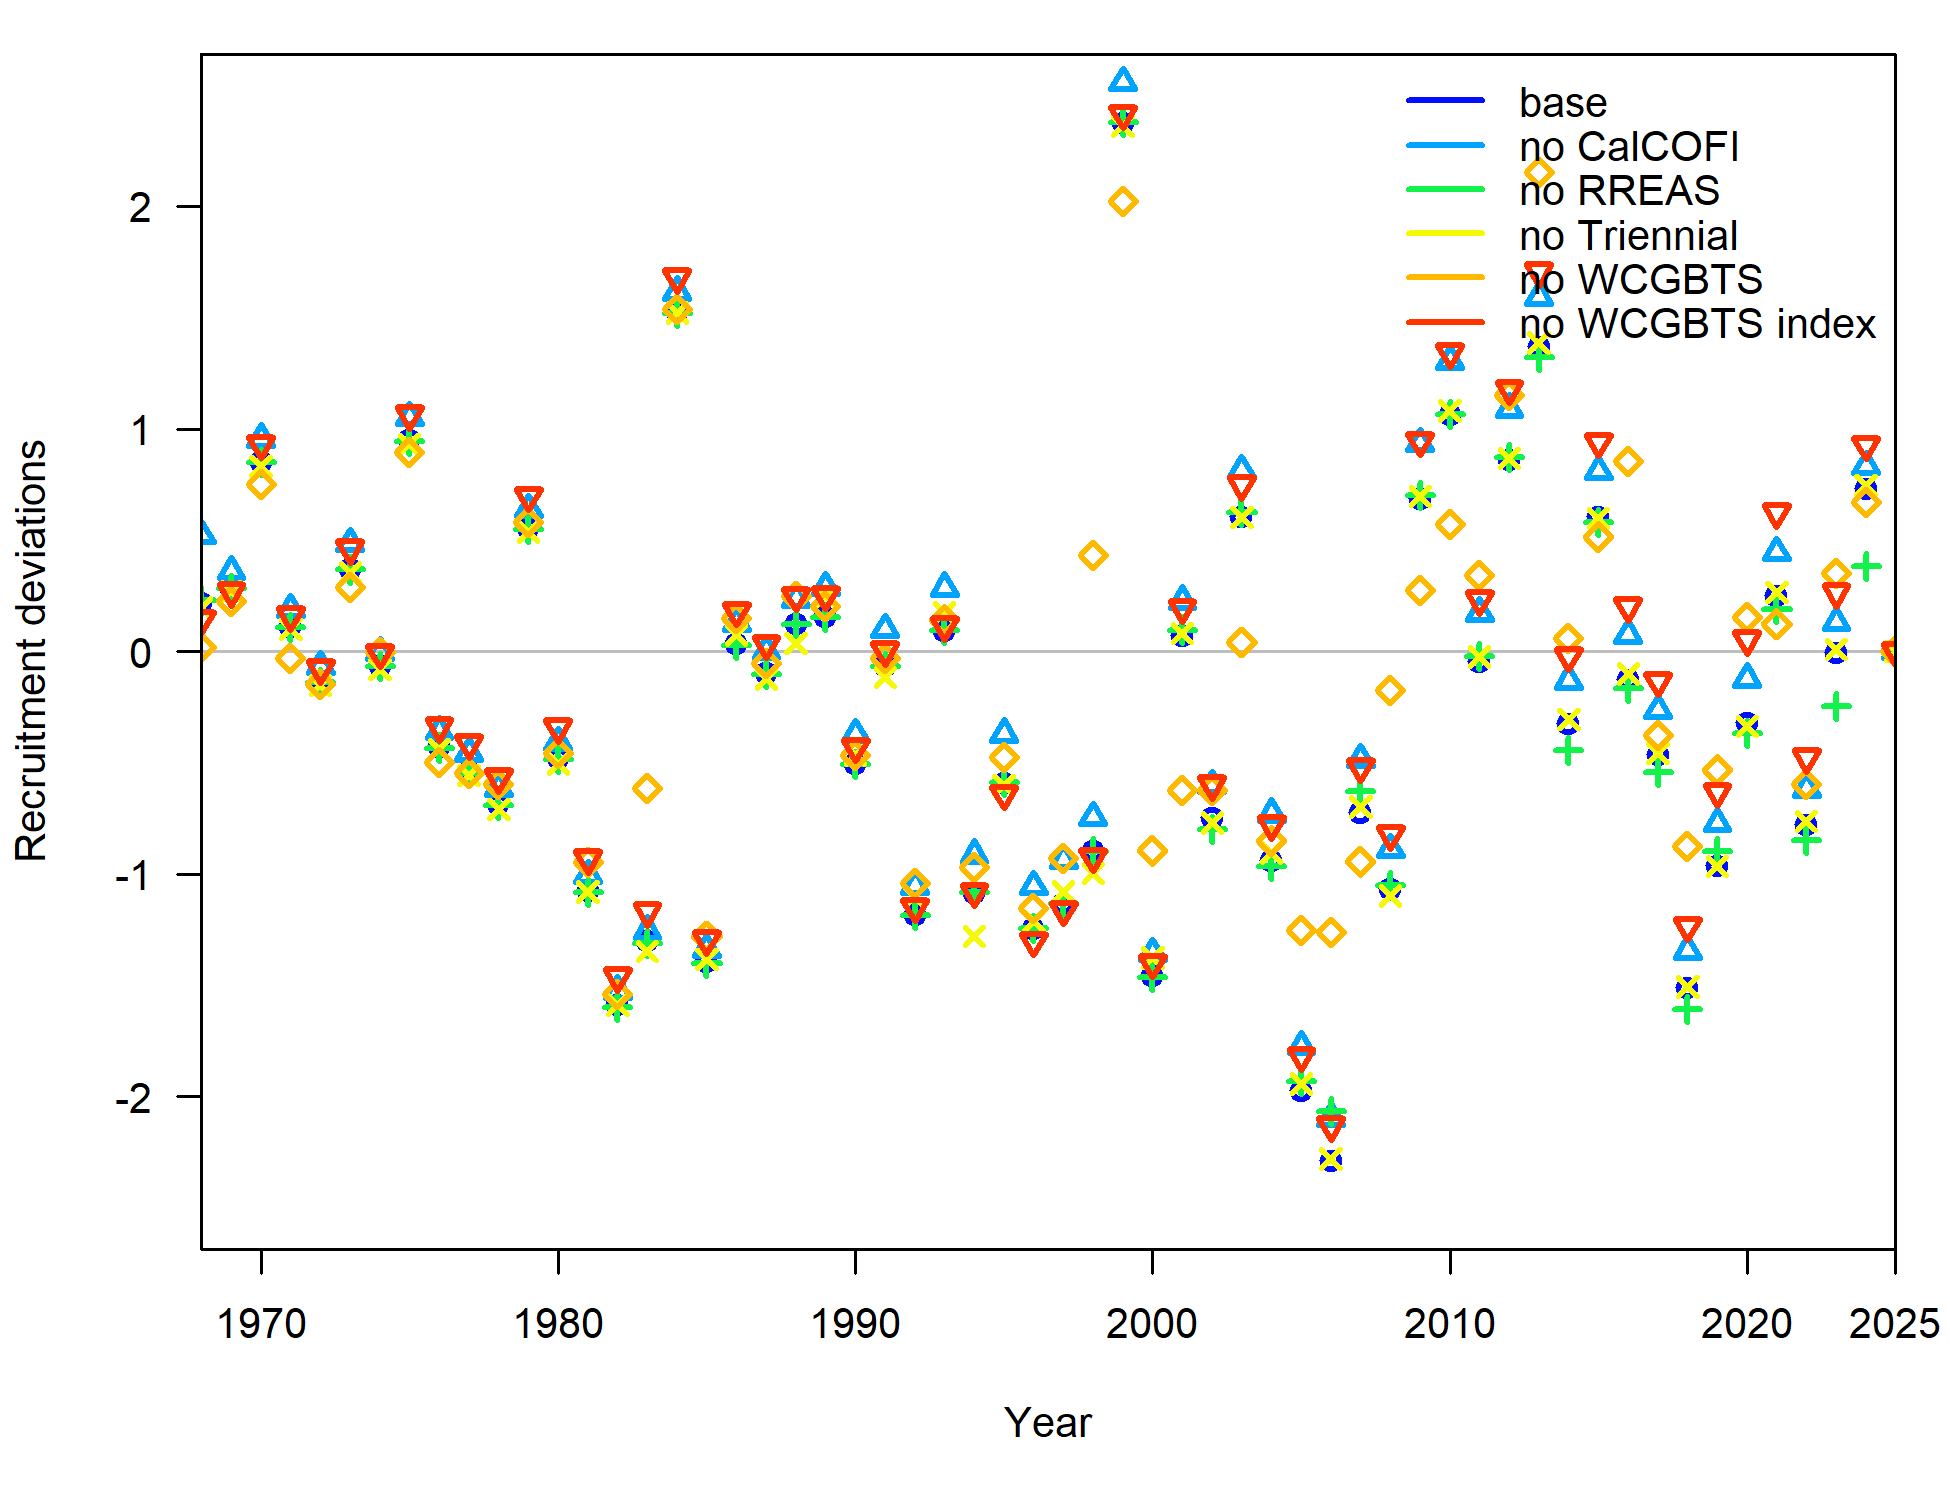 base
no CalCOFI
no RREAS
no Triennial
no WCGBTS
no WCGBTS index
Recruitment deviations
2
1
0
-1
-2
1970 1980 1990 2000 2010 2020 2025
Year